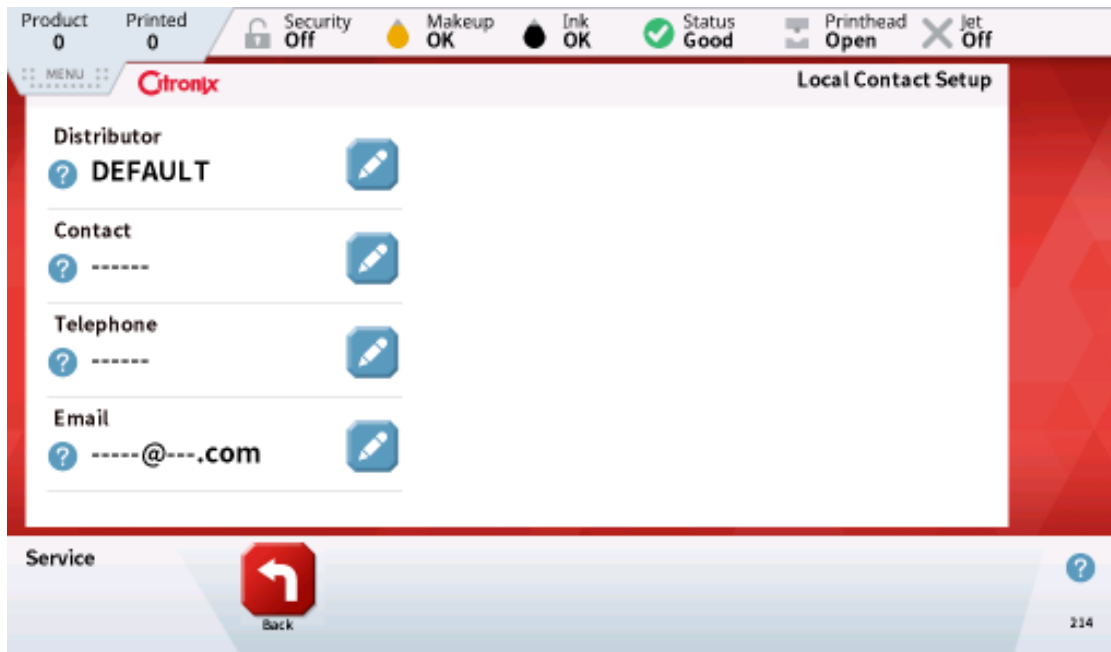 Product Printed Security Makeup Ink Status Printhead Jet
0 0 Off OK OK Good Open Off
MENU
Citronix Local Contact Setup
Distributor
? DEFAULT
Contact
? ------
Telephone
? ------
Email
? -----@---.com
Service
?
Back
214